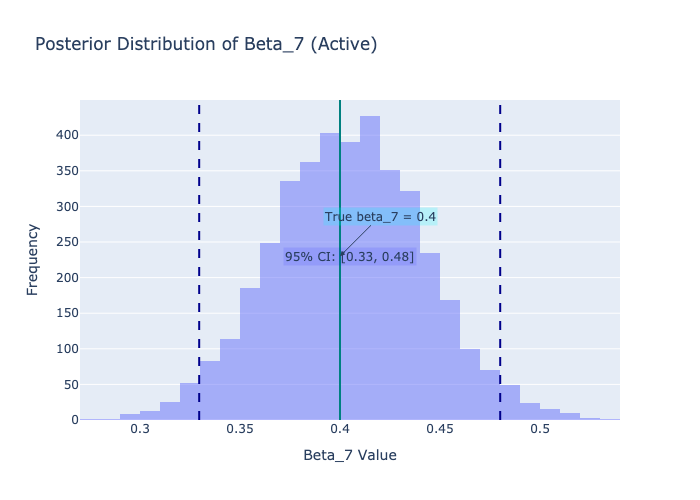 Posterior Distribution of Beta_7 (Active)
Frequency
400
350
300
250
200
150
100
50
0
True beta_7 = 0.4
95% CI: [0.33, 0.48]
0.3
0.35
0.4
0.45
0.5
Beta_7 Value